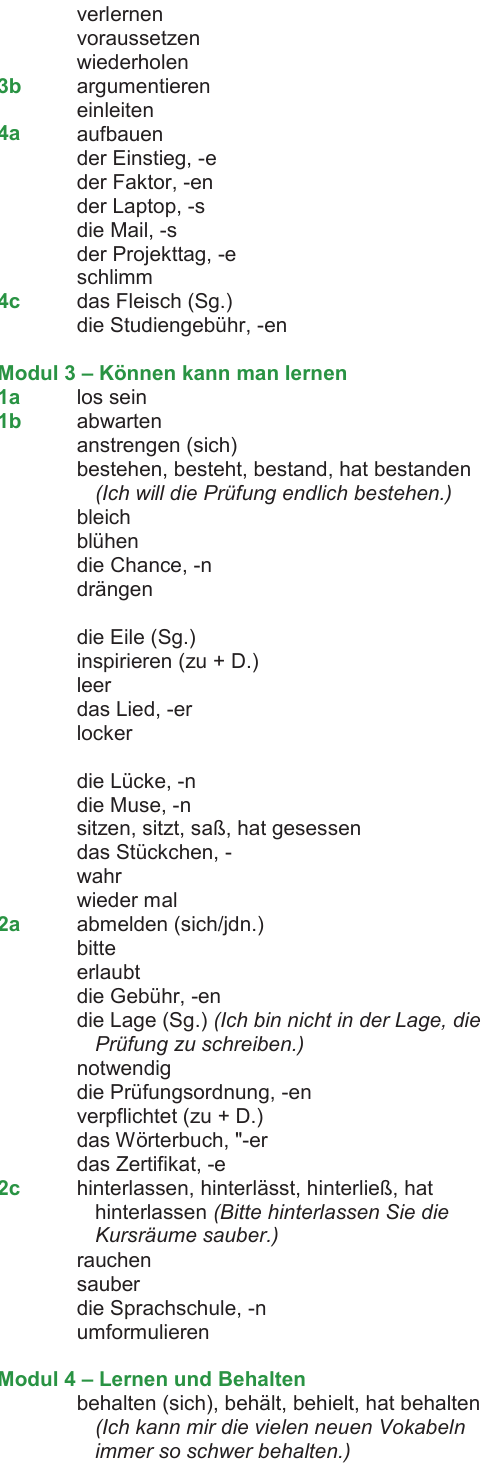 verlernen
voraussetzen
wiederholen
3b argumentieren
einleiten
4a aufbauen
der Einstieg, -e
der Faktor, -en
der Laptop, -s
die Mail, -s
der Projekttag, -e
schlimm
4c das Fleisch (Sg.)
die Studiengebühr, -en
Modul 3 – Können kann man lernen
1a los sein
1b abwarten
anstrengen (sich)
bestehen, besteht, bestand, hat bestanden
(Ich will die Prüfung endlich bestehen.)
bleich
blühen
die Chance, -n
drängen
die Eile (Sg.)
inspirieren (zu + D.)
leer
das Lied, -er
locker
die Lücke, -n
die Muse, -n
sitzen, sitzt, saß, hat gesessen
das Stückchen, -
wahr
wieder mal
2a abmelden (sich/jdn.)
bitte
erlaubt
die Gebühr, -en
die Lage (Sg.) (Ich bin nicht in der Lage, die
Prüfung zu schreiben.)
notwendig
die Prüfungsordnung, -en
verpflichtet (zu + D.)
das Wörterbuch, "-er
das Zertifikat, -e
2c hinterlassen, hinterlässt, hinterließ, hat
hinterlassen (Bitte hinterlassen Sie die
Kursräume sauber.)
rauchen
sauber
die Sprachschule, -n
umformulieren
Modul 4 – Lernen und Behalten
behalten (sich), behält, behielt, hat behalten
(Ich kann mir die vielen neuen Vokabeln
immer so schwer behalten.)